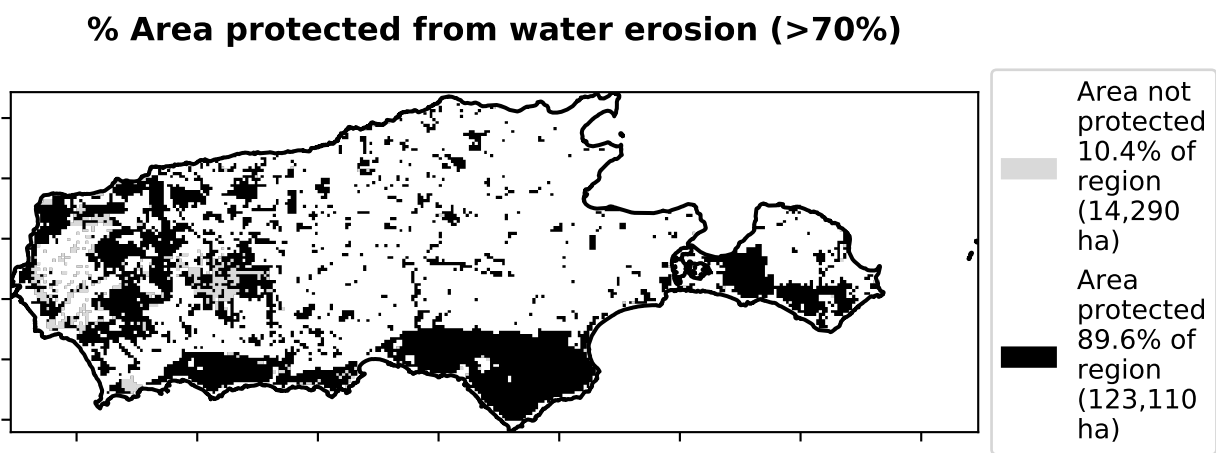 % Area protected from water erosion (>70%)
Area not
protected
10.4% of
region
(14,290
ha)
Area
protected
89.6% of
region
(123,110
ha)